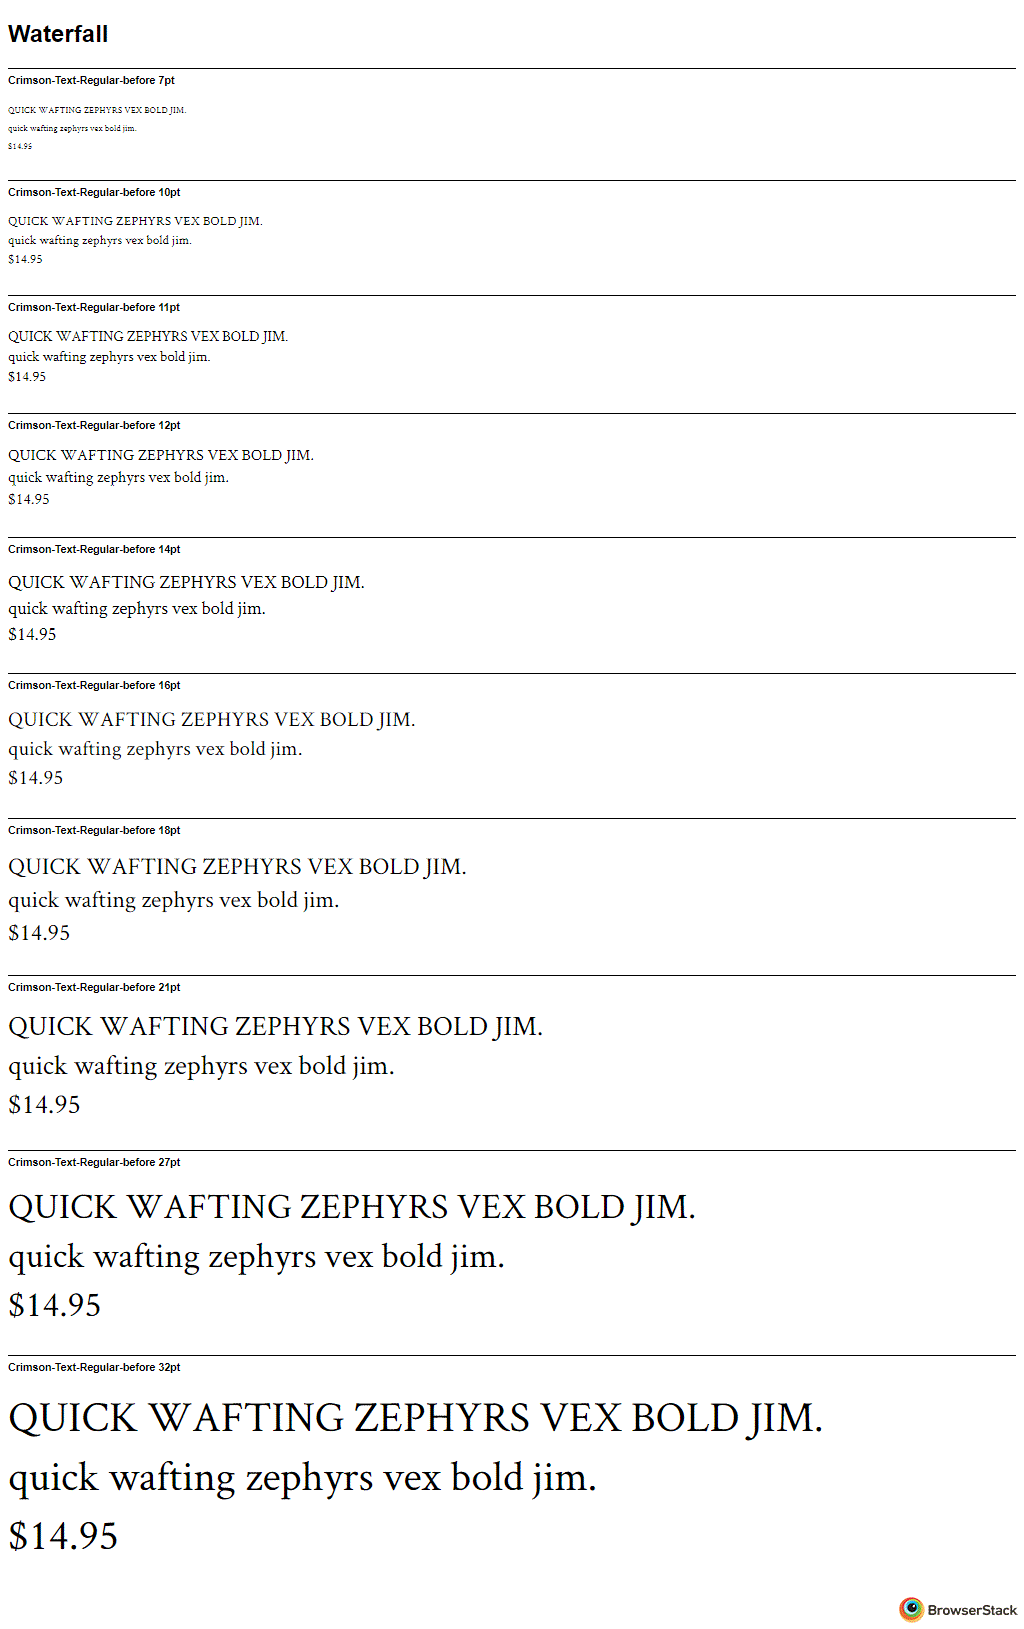 Waterfall
Crimson-Text-Regular-before 7pt
QUICK WAFTING ZEPHYRS VEX BOLD JIM.
quick wafting zephyrs vex bold jim.
$14.95
Crimson-Text-Regular-before 10pt
QUICK WAFTING ZEPHYRS VEX BOLD JIM.
quick wafting zephyrs vex bold jim.
$14.95
Crimson-Text-Regular-before 11pt
QUICK WAFTING ZEPHYRS VEX BOLD JIM.
quick wafting zephyrs vex bold jim.
$14.95
Crimson-Text-Regular-before 12pt
QUICK WAFTING ZEPHYRS VEX BOLD JIM.
quick wafting zephyrs vex bold jim.
$14.95
Crimson-Text-Regular-before 14pt
QUICK WAFTING ZEPHYRS VEX BOLD JIM.
quick wafting zephyrs vex bold jim.
$14.95
Crimson-Text-Regular-before 16pt
QUICK WAFTING ZEPHYRS VEX BOLD JIM.
quick wafting zephyrs vex bold jim.
$14.95
Crimson-Text-Regular-before 18pt
QUICK WAFTING ZEPHYRS VEX BOLD JIM.
quick wafting zephyrs vex bold jim.
$14.95
Crimson-Text-Regular-before 21pt
QUICK WAFTING ZEPHYRS VEX BOLD JIM.
quick wafting zephyrs vex bold jim.
$14.95
Crimson-Text-Regular-before 27pt
QUICK WAFTING ZEPHYRS VEX BOLD JIM.
quick wafting zephyrs vex bold jim.
$14.95
Crimson-Text-Regular-before 32pt
QUICK WAFTING ZEPHYRS VEX BOLD JIM.
quick wafting zephyrs vex bold jim.
$14.95
BrowserStack